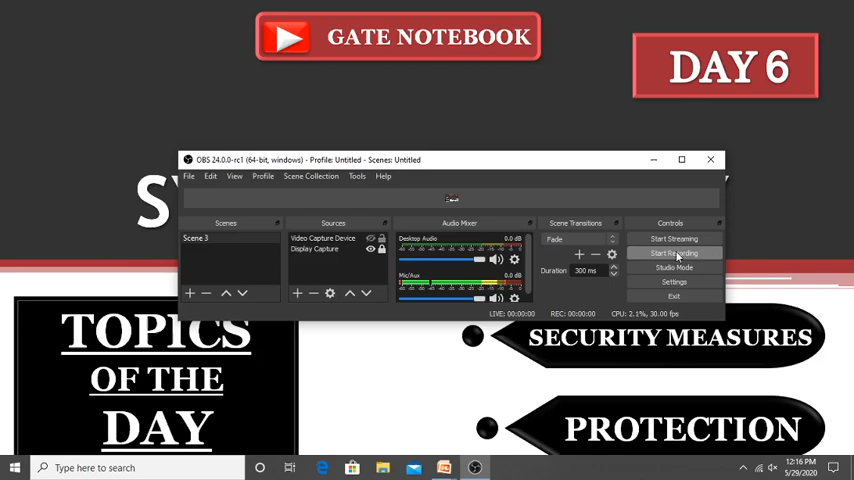 GATE NOTEBOOK
DAY 6
OBS 24.0.0-rc1 (64-bit, windows) - Profile: Untitled - Scenes: Untitled
File Edit View Profile Scene Collection Tools Help
S
Scenes
Scene 3
Sources
Video Capture Device
Display Capture
Audio Mixer
Desktop Audio 0.0 dB
Mic/Aux 0.0 dB
Scene Transitions
Fade
Duration 300 ms
Controls
Start Streaming
Start Recording
Studio Mode
Settings
Exit
LIVE: 00:00:00 REC: 00:00:00 CPU: 2.1%, 30.00 fps
TOPICS
OF THE
DAY
SECURITY MEASURES
PROTECTION
Type here to search
12:16 PM
5/29/2020